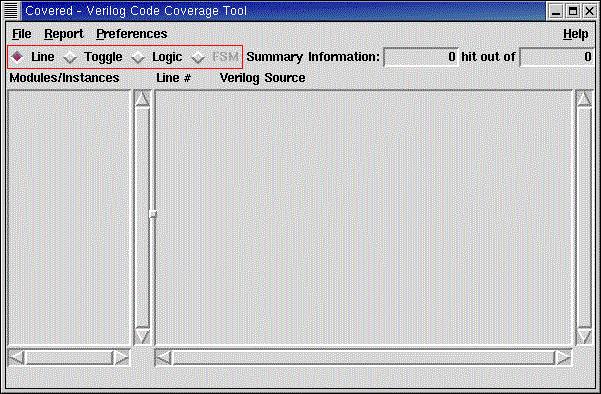 Covered - Verilog Code Coverage Tool
File Report Preferences Help
Line Toggle Logic FSM Summary Information: 0 hit out of 0
Modules/Instances Line # Verilog Source